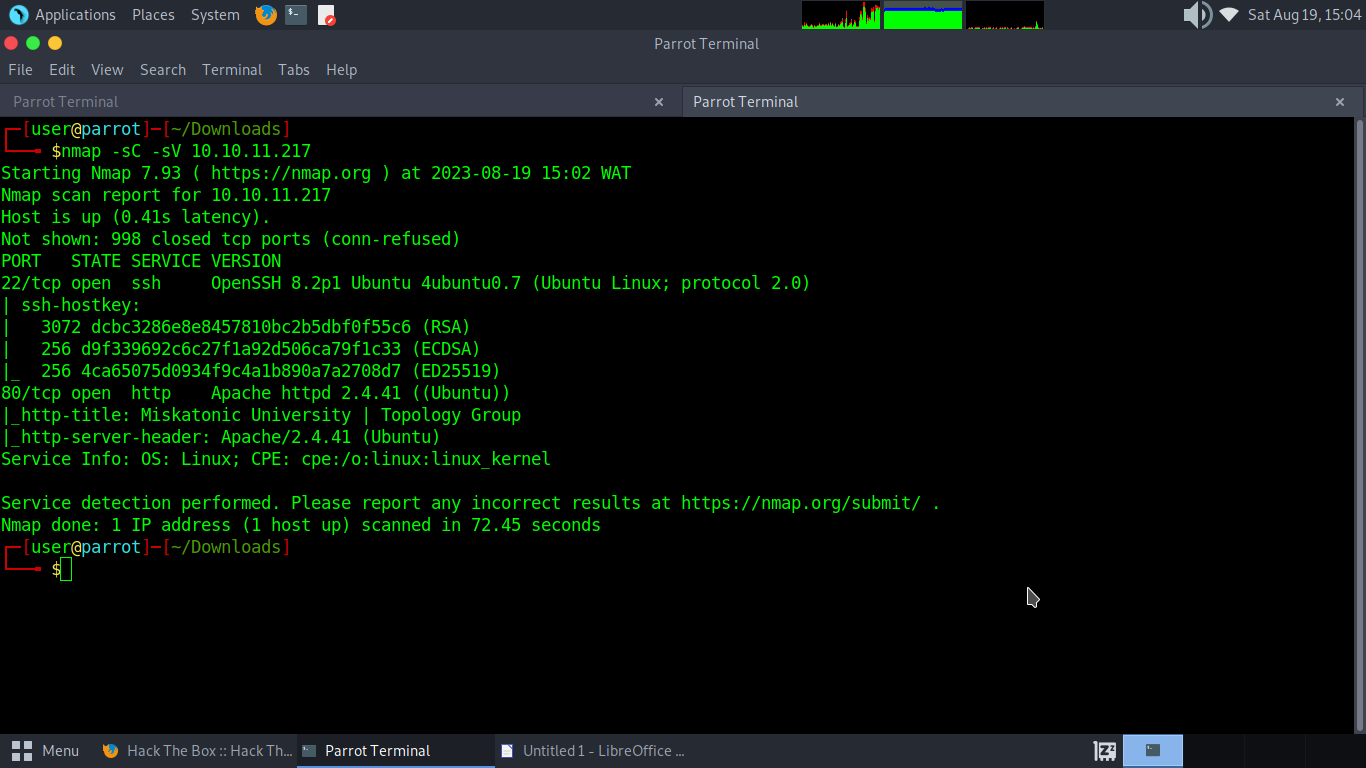 Applications Places System Sat Aug 19, 15:04
Parrot Terminal
File Edit View Search Terminal Tabs Help
Parrot Terminal × Parrot Terminal ×
┌─[user@parrot]─[~/Downloads]
└──╼ $nmap -sC -sV 10.10.11.217
Starting Nmap 7.93 ( https://nmap.org ) at 2023-08-19 15:02 WAT
Nmap scan report for 10.10.11.217
Host is up (0.41s latency).
Not shown: 998 closed tcp ports (conn-refused)
PORT   STATE SERVICE VERSION
22/tcp open  ssh     OpenSSH 8.2p1 Ubuntu 4ubuntu0.7 (Ubuntu Linux; protocol 2.0)
| ssh-hostkey:
|   3072 dcbc3286e8e8457810bc2b5dbf0f55c6 (RSA)
|   256 d9f339692c6c27f1a92d506ca79f1c33 (ECDSA)
|_  256 4ca65075d0934f9c4a1b890a7a2708d7 (ED25519)
80/tcp open  http    Apache httpd 2.4.41 ((Ubuntu))
|_http-title: Miskatonic University | Topology Group
|_http-server-header: Apache/2.4.41 (Ubuntu)
Service Info: OS: Linux; CPE: cpe:/o:linux:linux_kernel
Service detection performed. Please report any incorrect results at https://nmap.org/submit/ .
Nmap done: 1 IP address (1 host up) scanned in 72.45 seconds
┌─[user@parrot]─[~/Downloads]
└──╼ $
Menu Hack The Box :: Hack Th... Parrot Terminal Untitled 1 - LibreOffice ...